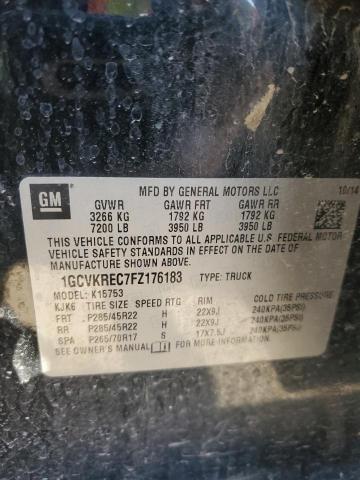 MFD BY GENERAL MOTORS LLC 10/14
GM
GVWR GAWR FRT GAWR RR
3266 KG 1792 KG 1792 KG
7200 LB 3950 LB 3950 LB
THIS VEHICLE CONFORMS TO ALL APPLICABLE U.S. FEDERAL MOTOR
VEHICLE SAFETY STANDARDS IN EFFECT ON THE DATE OF
MANUFACTURE SHOWN ABOVE.
1GCVKREC7FZ176183 TYPE: TRUCK
MODEL: K15753
KJK6 TIRE SIZE SPEED RTG RIM COLD TIRE PRESSURE
FRT P285/45R22 H 22X9J 240KPA(35PSI)
RR P285/45R22 H 22X9J 240KPA(35PSI)
SPA P265/70R17 S 17X7.5J 240KPA(35PSI)
SEE OWNER'S MANUAL FOR ADDITIONAL INFORMATION.